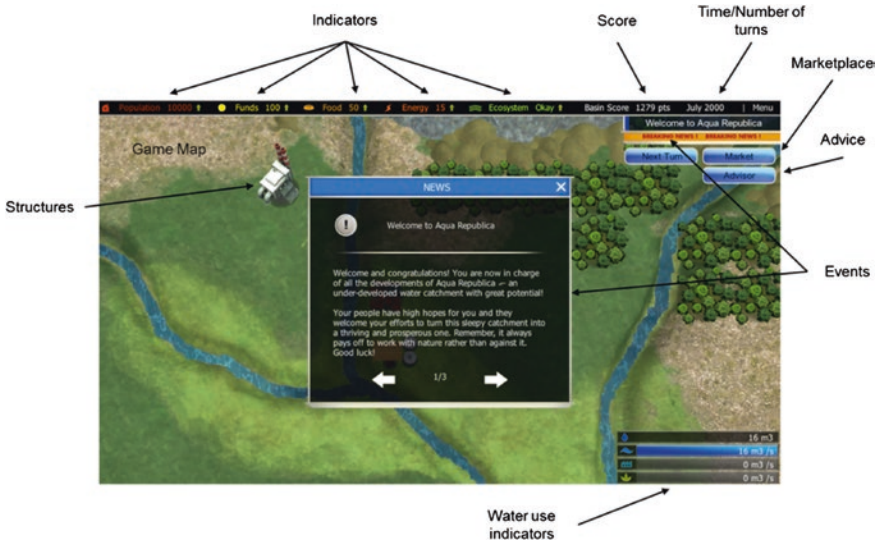 Indicators
Score
Time/Number of
turns
Marketplace
Population 10000 Funds 100 Food 50 Energy 15 Ecosystem Okay Basin Score 1279 pts July 2000 | Menu
Welcome to Aqua Republica
BREAKING NEWS ! BREAKING NEWS !
Next Turn Market
Advisor
Advice
Game Map
Structures
Events
NEWS
Welcome to Aqua Republica
Welcome and congratulations! You are now in charge
of all the developments of Aqua Republica – an
under-developed water catchment with great potential!
Your people have high hopes for you and they
welcome your efforts to turn this sleepy catchment into
a thriving and prosperous one. Remember, it always
pays off to work with nature rather than against it.
Good luck!
1/3
16 m3
16 m3 /s
0 m3 /s
0 m3 /s
Water use
indicators